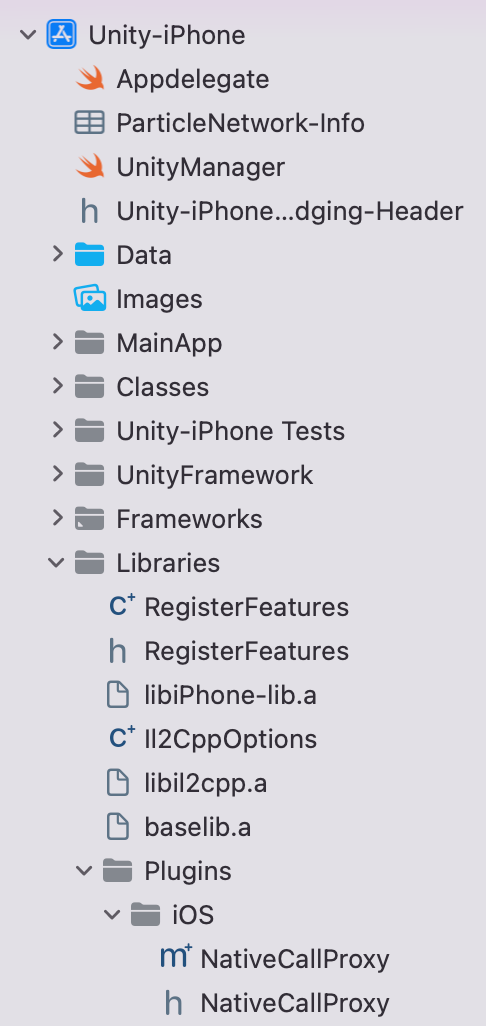 Unity-iPhone
Appdelegate
ParticleNetwork-Info
UnityManager
h Unity-iPhone...dging-Header
Data
Images
MainApp
Classes
Unity-iPhone Tests
UnityFramework
Frameworks
Libraries
C+ RegisterFeatures
h RegisterFeatures
libiPhone-lib.a
C+ Il2CppOptions
libil2cpp.a
baselib.a
Plugins
iOS
m+ NativeCallProxy
h NativeCallProxy